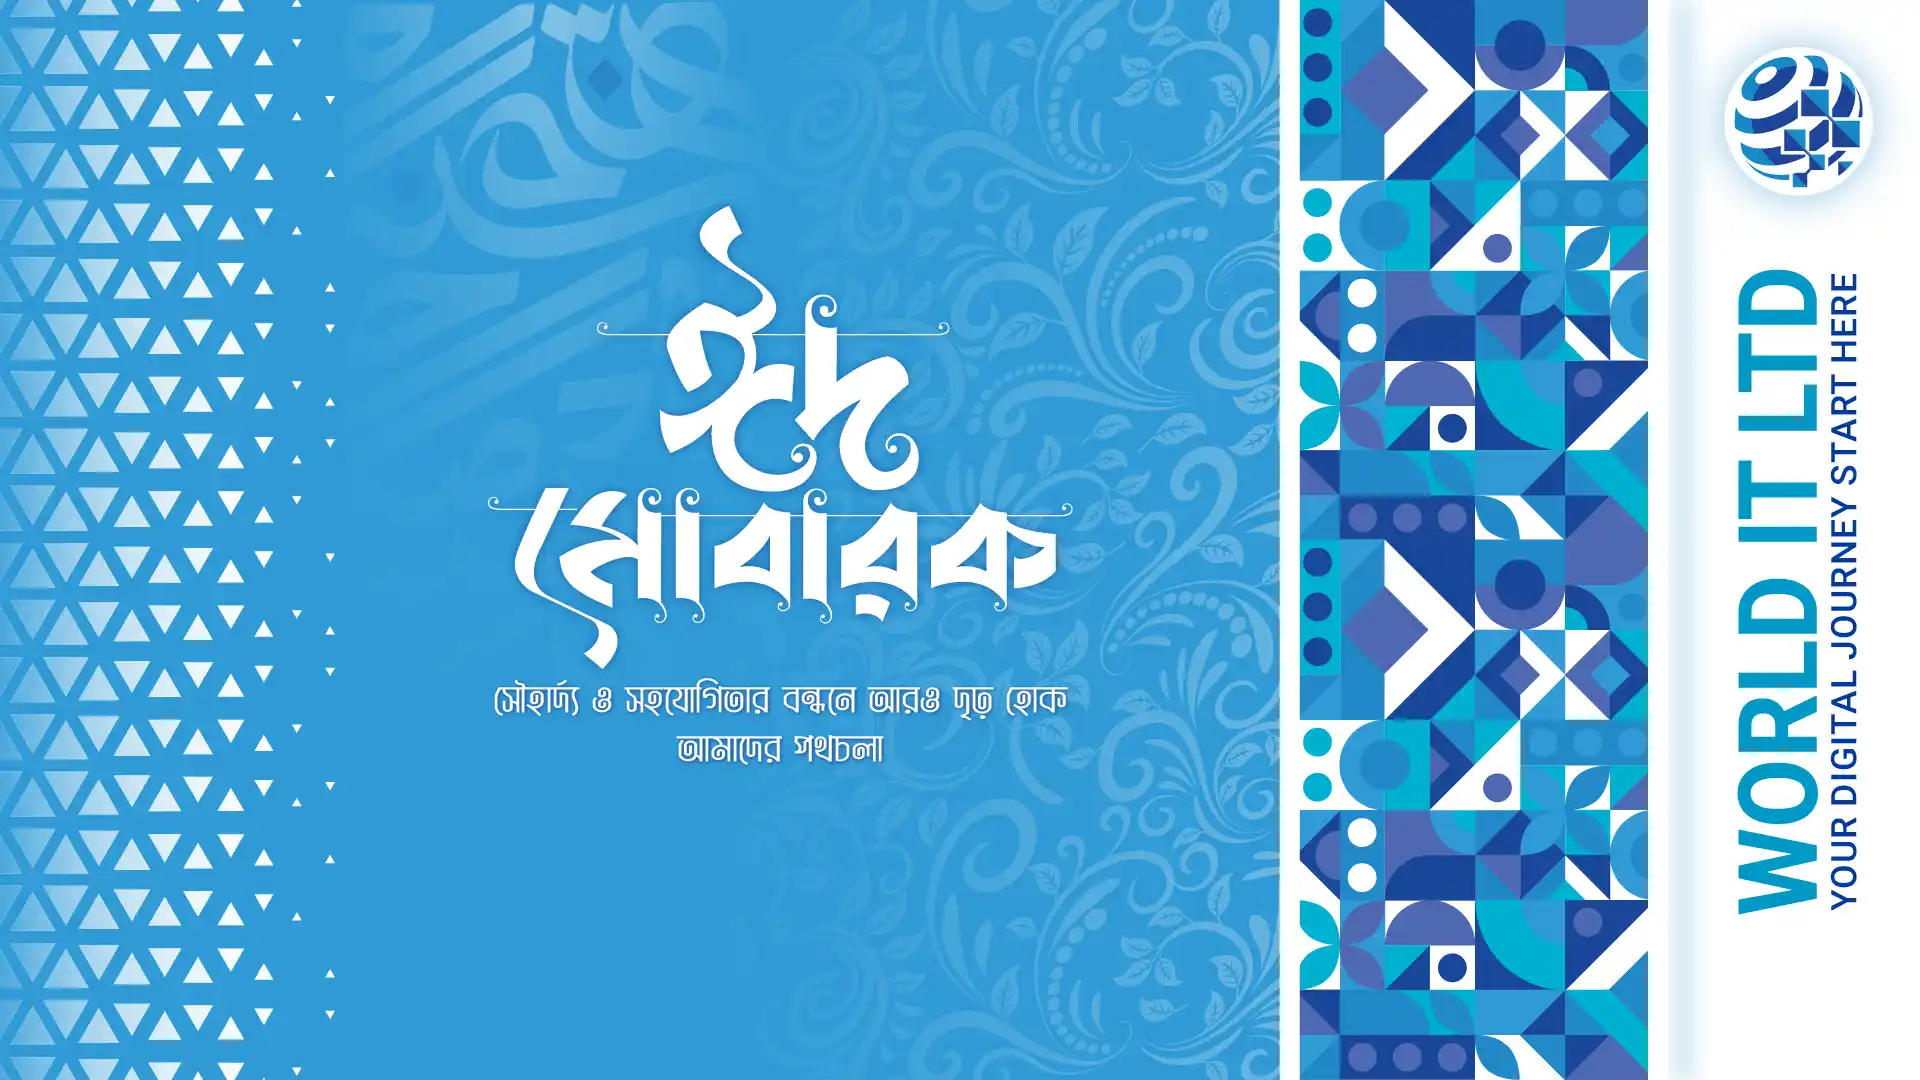 ঈদ
মোবারক
সৌহার্দ্য ও সহযোগিতার বন্ধনে আরও দৃঢ় হোক
আমাদের পথচলা
WORLD IT LTD
YOUR DIGITAL JOURNEY START HERE